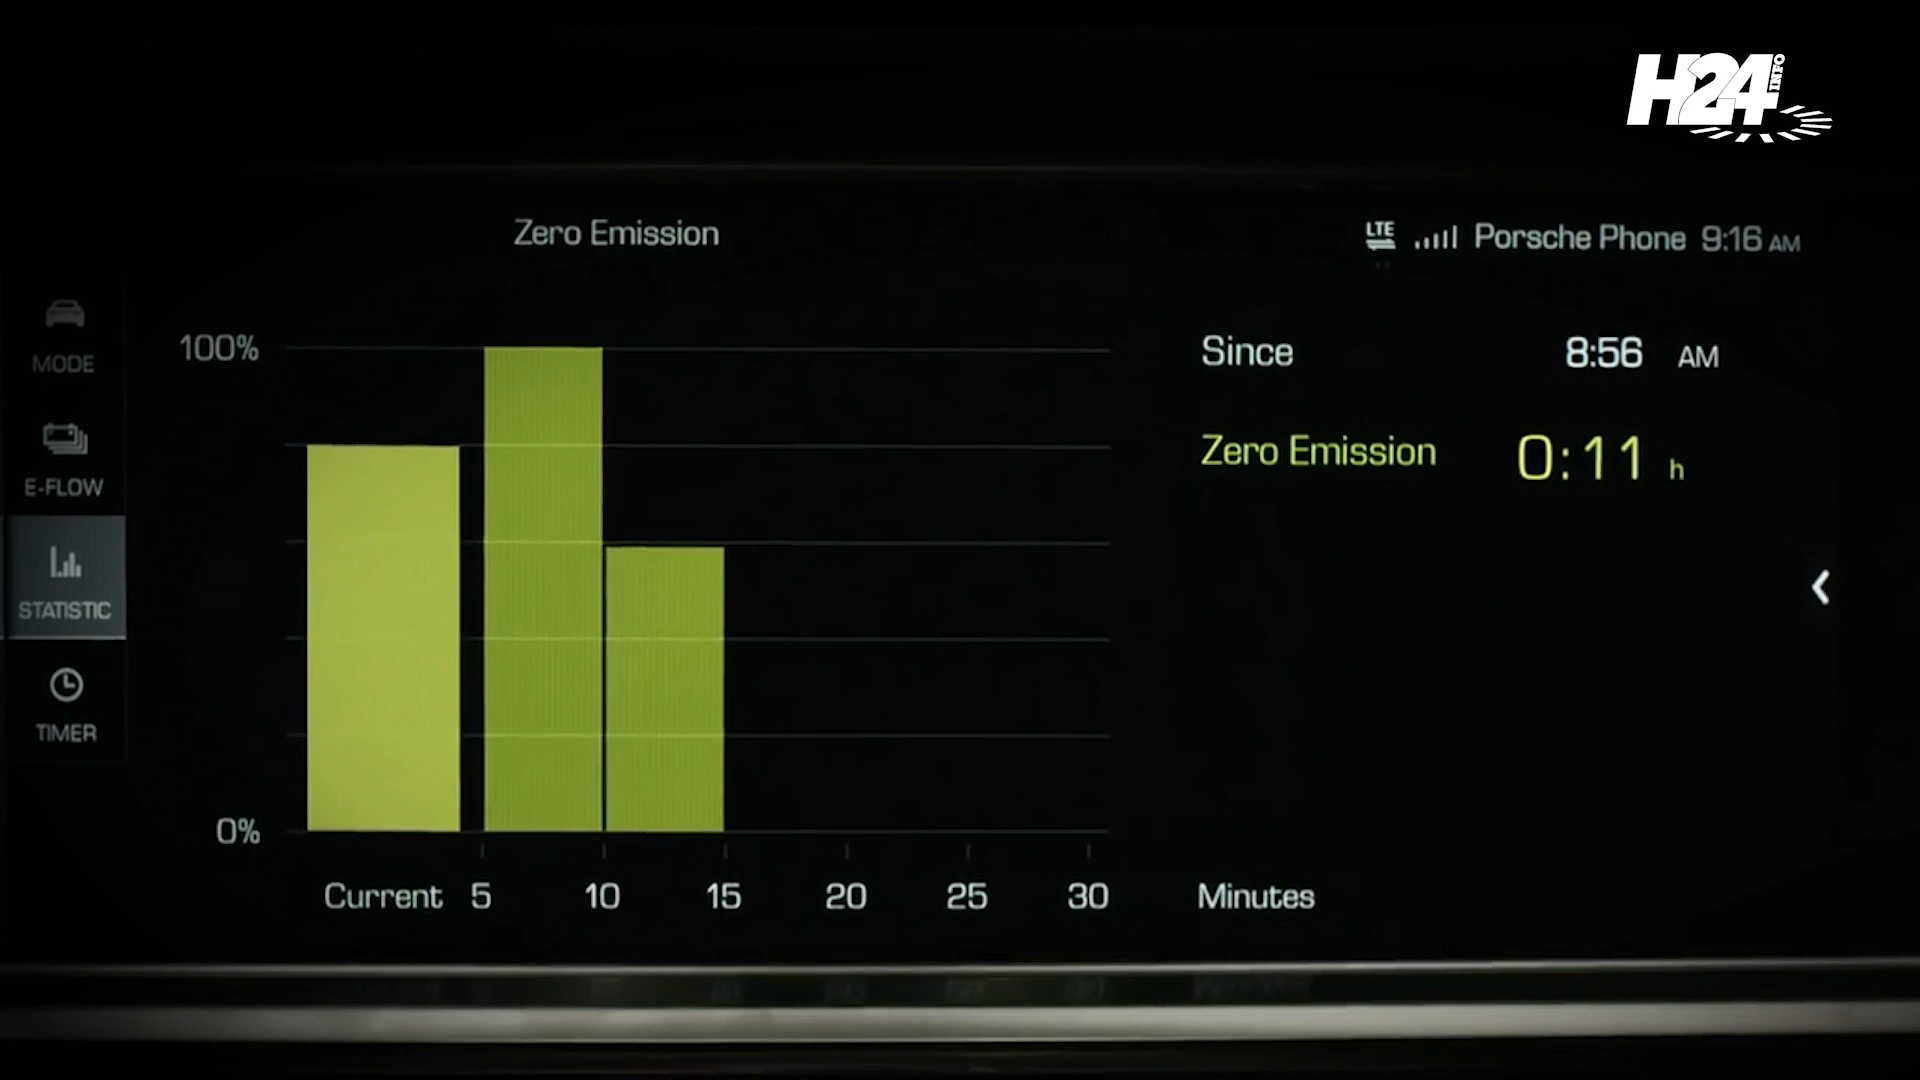 H24 INFO
Zero Emission
LTE Porsche Phone 9:16 AM
MODE
E-FLOW
STATISTIC
TIMER
100%
0%
Current 5 10 15 20 25 30 Minutes
Since 8:56 AM
Zero Emission 0:11 h